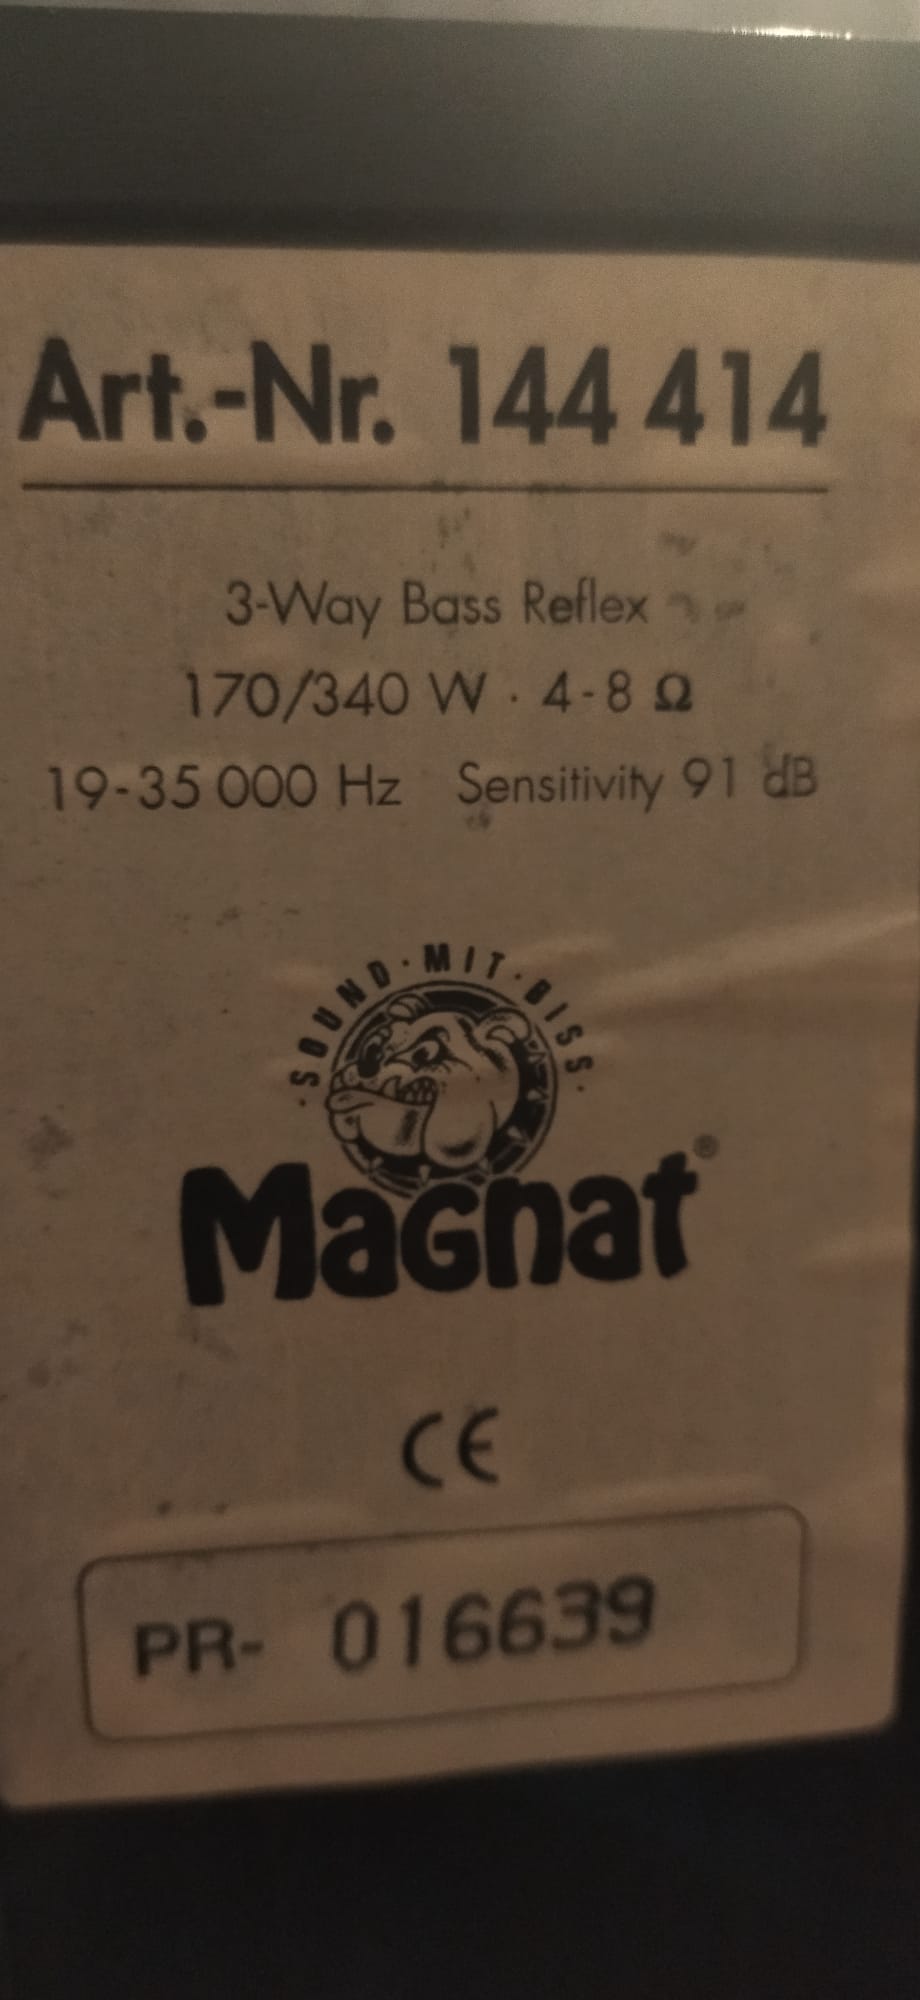 Art.-Nr. 144 414
3-Way Bass Reflex
170/340 W · 4-8 Ω
19-35 000 Hz Sensitivity 91 dB
· SOUND · MIT · BISS ·
Magnat®
CE
PR- 016639